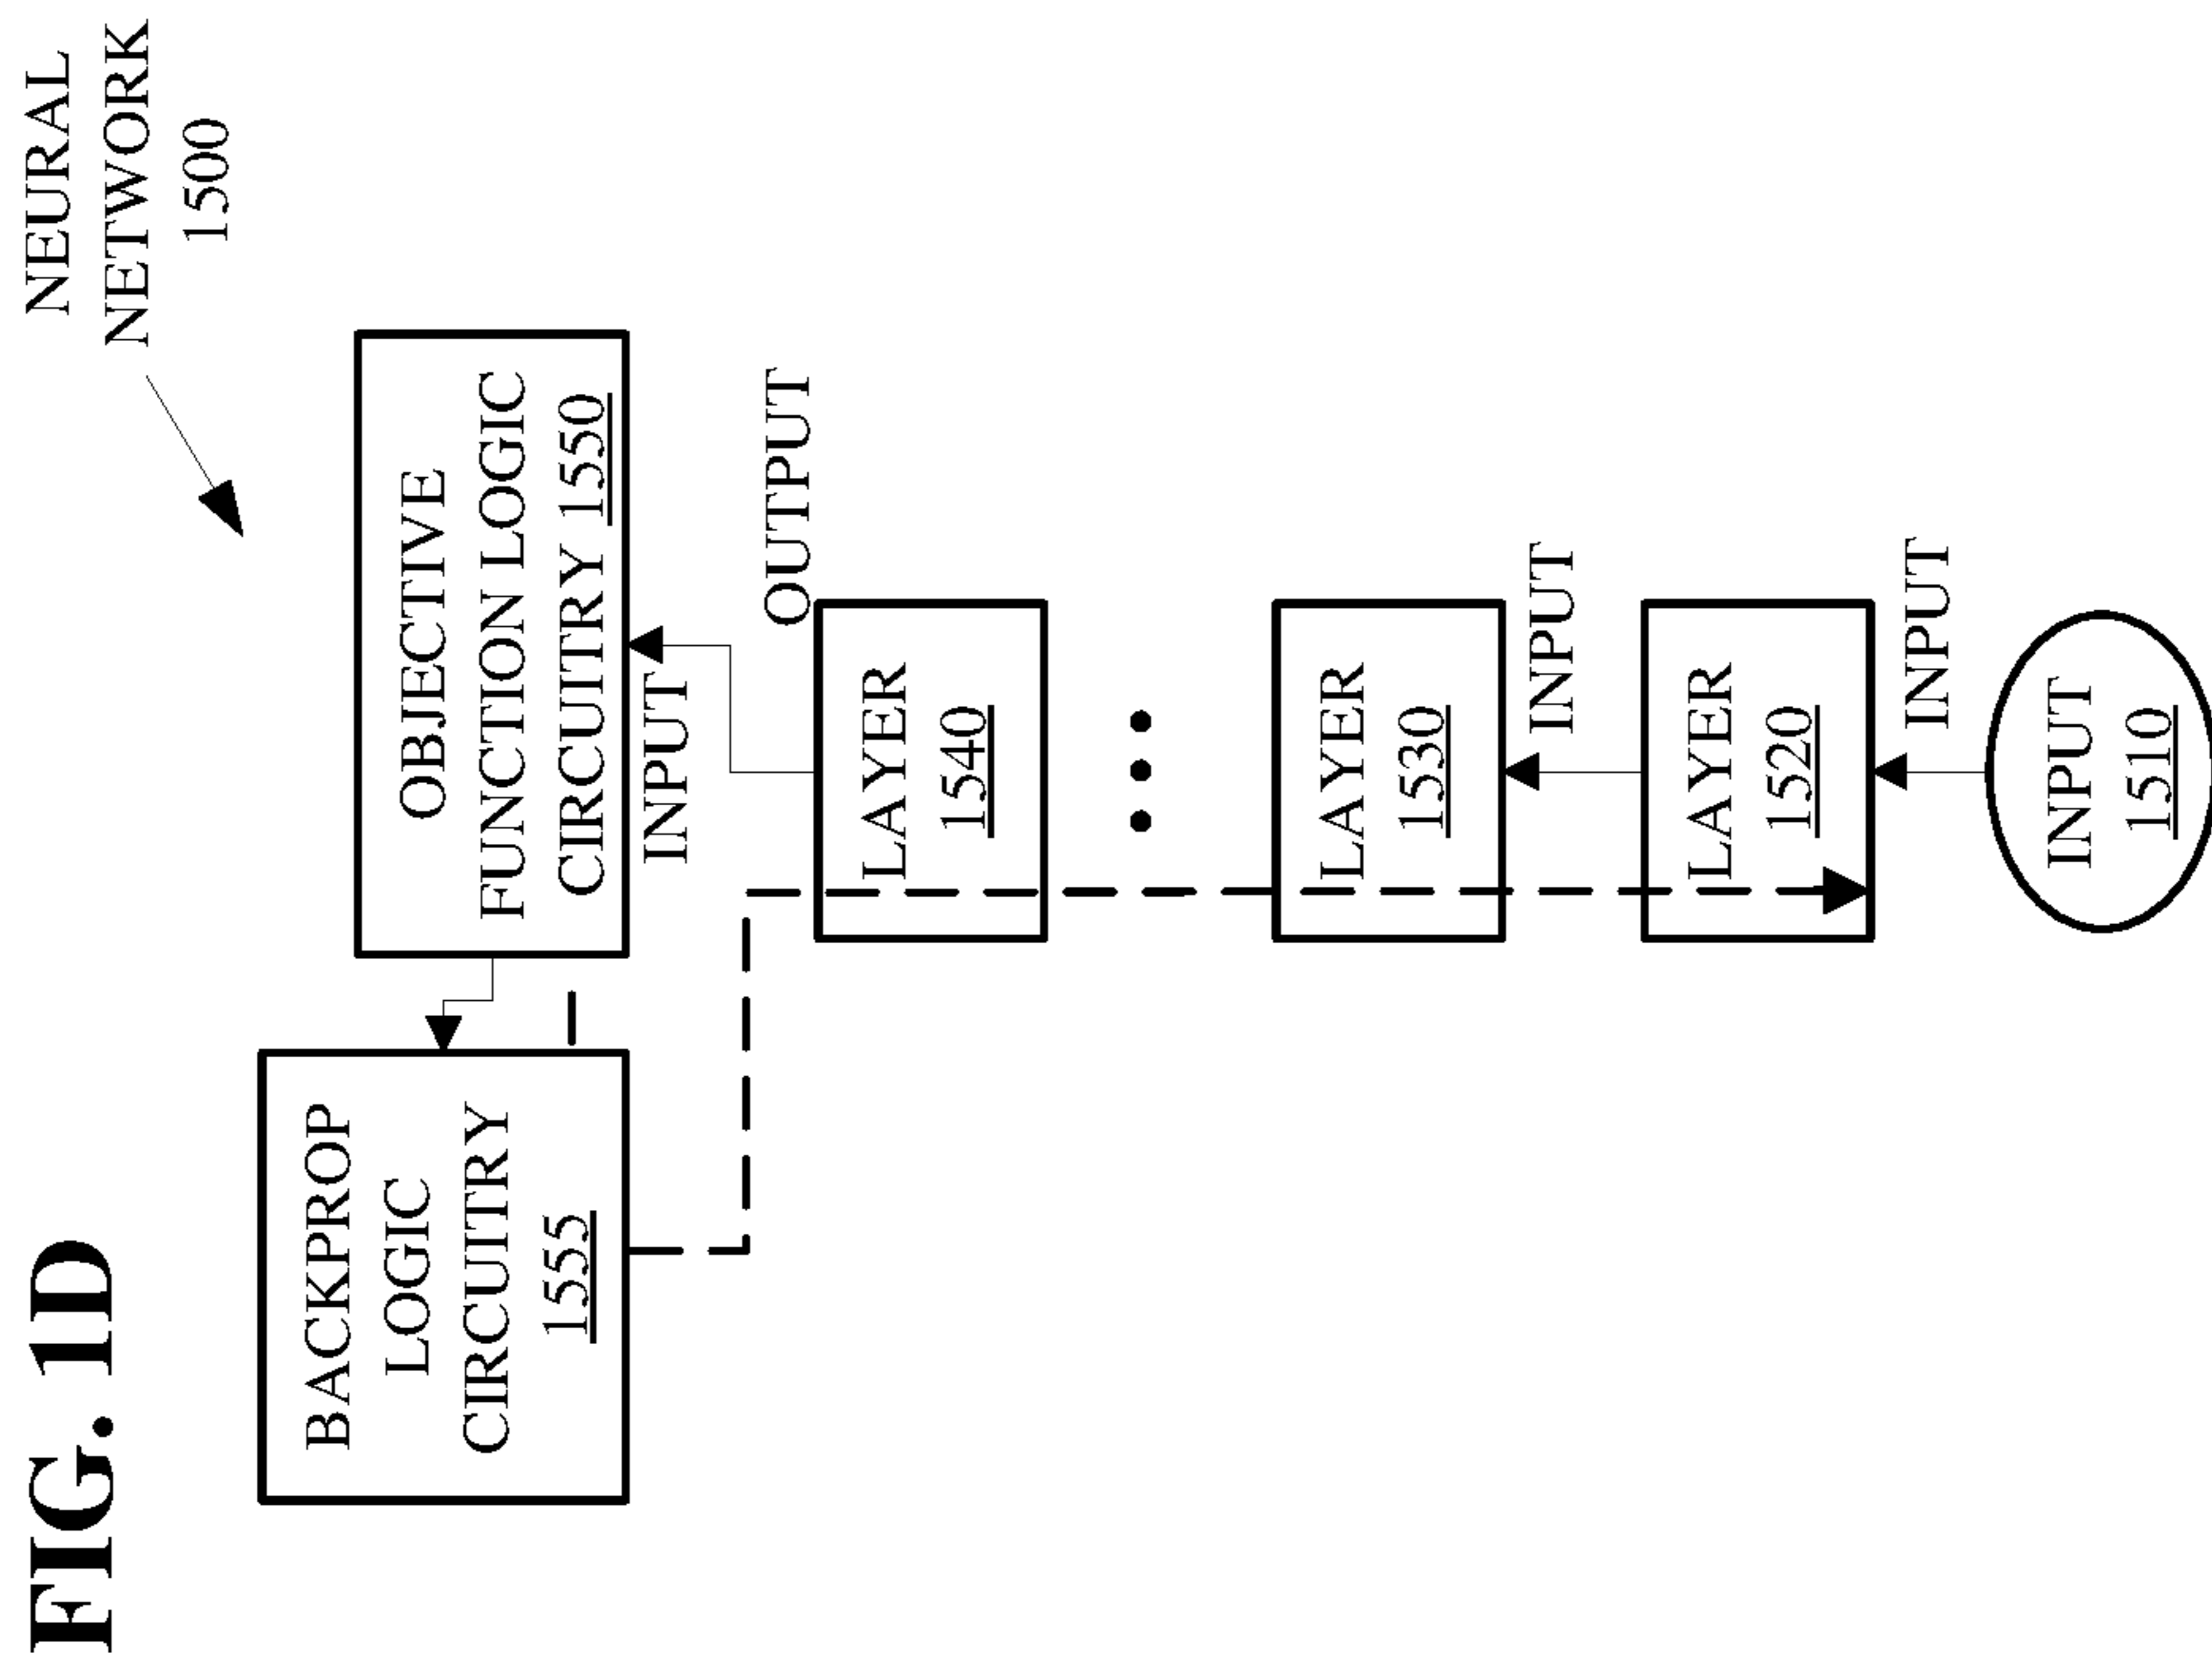 FIG. 1D
NEURAL
NETWORK
1500
BACKPROP
LOGIC
CIRCUITRY
1555
OBJECTIVE
FUNCTION LOGIC
CIRCUITRY 1550
INPUT
OUTPUT
LAYER
1540
LAYER
1530
INPUT
LAYER
1520
INPUT
INPUT
1510